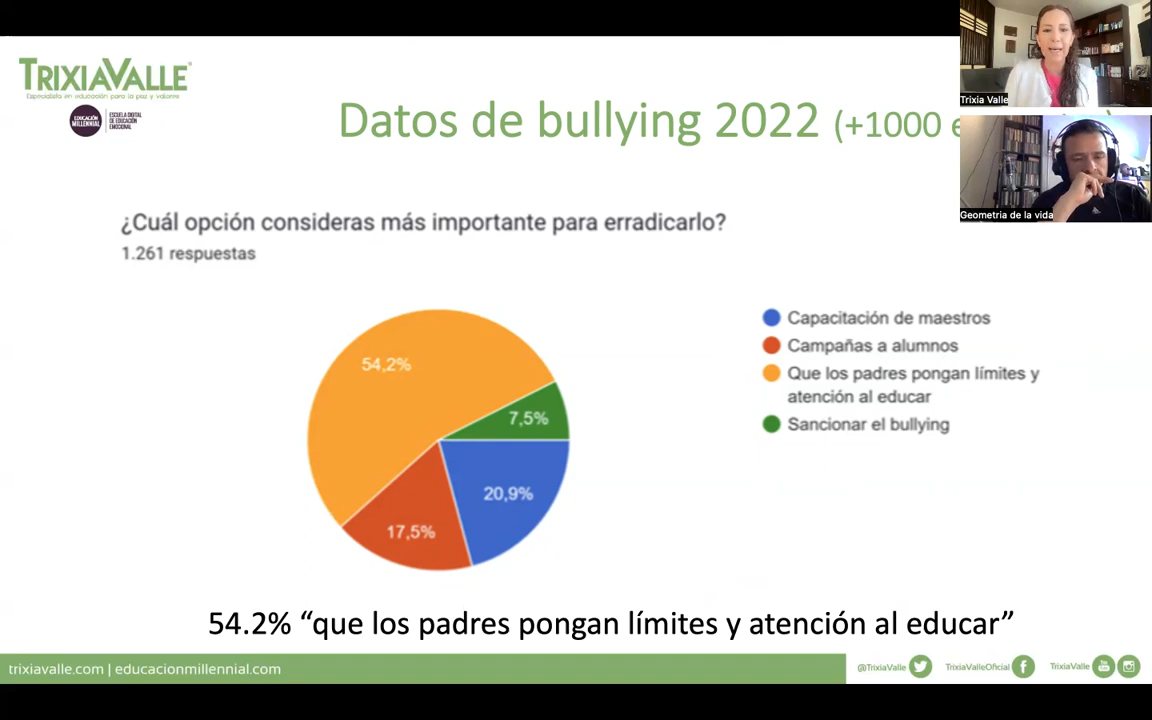 TRIXIAVALLE
Especialista en educación para la paz y valores
EDUCACIÓN
MILLENNIAL
ESCUELA DIGITAL
DE EDUCACIÓN
EMOCIONAL
Datos de bullying 2022 (+1000 e
Trixia Valle
Geometria de la vida
¿Cuál opción consideras más importante para erradicarlo?
1.261 respuestas
54,2%
7,5%
20,9%
17,5%
Capacitación de maestros
Campañas a alumnos
Que los padres pongan límites y
atención al educar
Sancionar el bullying
54.2% “que los padres pongan límites y atención al educar”
trixiavalle.com | educacionmillennial.com
@TrixiaValle
TrixiaValleOficial
TrixiaValle